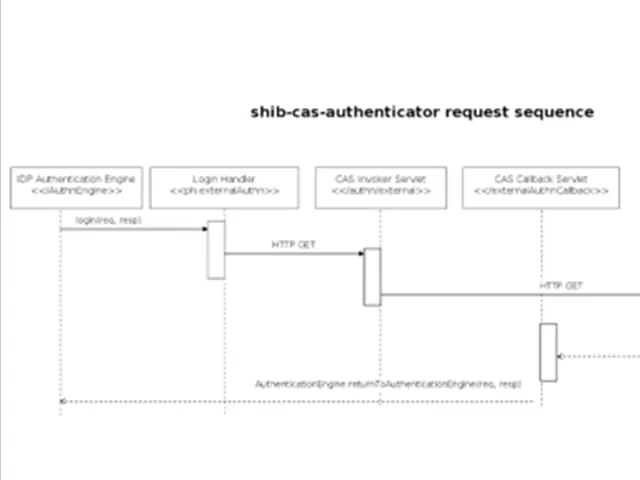 shib-cas-authenticator request sequence
IDP Authentication Engine
<</AuthnEngine>>
Login Handler
<<ph:externalAuthn>>
CAS Invoker Servlet
<</authn/external>>
CAS Callback Servlet
<</externalAuthnCallback>>
login(req, resp)
HTTP GET
HTTP GET
AuthenticationEngine.returnToAuthenticationEngine(req, resp)